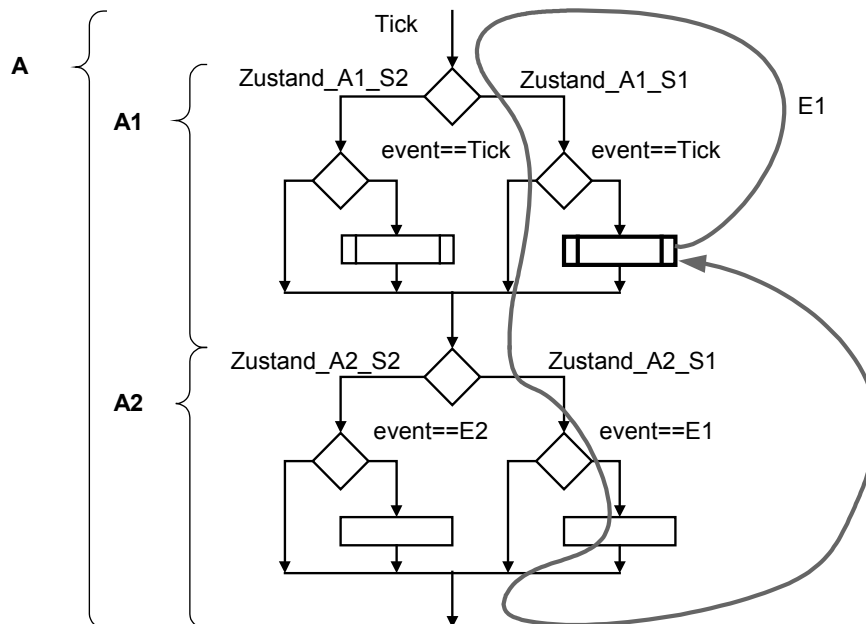 Tick
A
Zustand_A1_S2
Zustand_A1_S1
E1
A1
event==Tick
event==Tick
Zustand_A2_S2
Zustand_A2_S1
A2
event==E2
event==E1